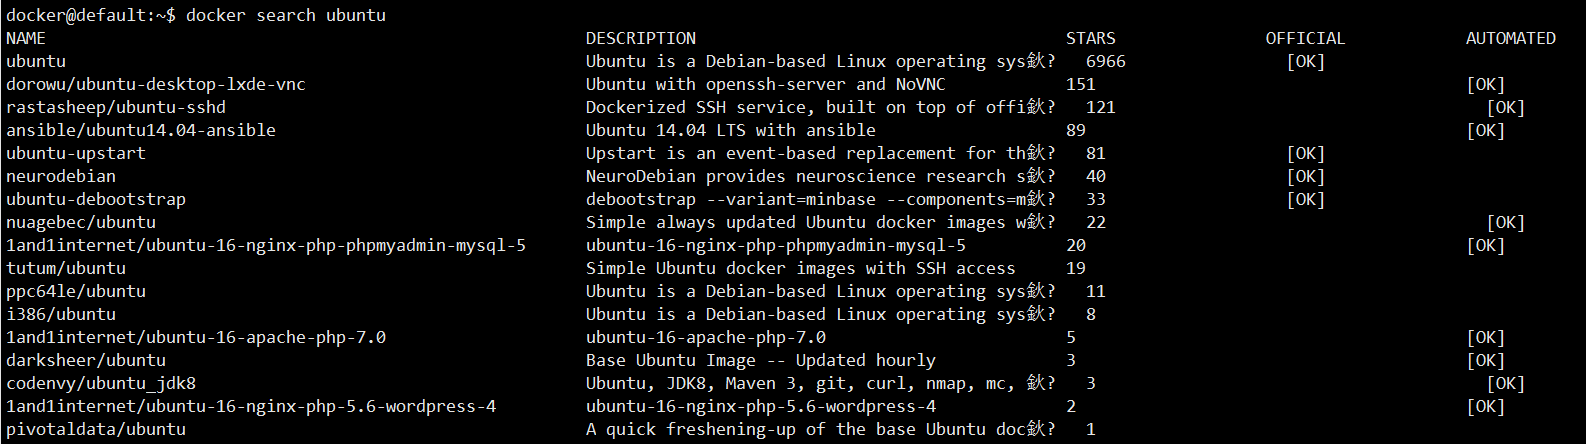 docker@default:~$ docker search ubuntu
NAME DESCRIPTION STARS OFFICIAL AUTOMATED
ubuntu Ubuntu is a Debian-based Linux operating sys鈥? 6966 [OK]
dorowu/ubuntu-desktop-lxde-vnc Ubuntu with openssh-server and NoVNC 151 [OK]
rastasheep/ubuntu-sshd Dockerized SSH service, built on top of offi鈥? 121 [OK]
ansible/ubuntu14.04-ansible Ubuntu 14.04 LTS with ansible 89 [OK]
ubuntu-upstart Upstart is an event-based replacement for th鈥? 81 [OK]
neurodebian NeuroDebian provides neuroscience research s鈥? 40 [OK]
ubuntu-debootstrap debootstrap --variant=minbase --components=m鈥? 33 [OK]
nuagebec/ubuntu Simple always updated Ubuntu docker images w鈥? 22 [OK]
1and1internet/ubuntu-16-nginx-php-phpmyadmin-mysql-5 ubuntu-16-nginx-php-phpmyadmin-mysql-5 20 [OK]
tutum/ubuntu Simple Ubuntu docker images with SSH access 19
ppc64le/ubuntu Ubuntu is a Debian-based Linux operating sys鈥? 11
i386/ubuntu Ubuntu is a Debian-based Linux operating sys鈥? 8
1and1internet/ubuntu-16-apache-php-7.0 ubuntu-16-apache-php-7.0 5 [OK]
darksheer/ubuntu Base Ubuntu Image -- Updated hourly 3 [OK]
codenvy/ubuntu_jdk8 Ubuntu, JDK8, Maven 3, git, curl, nmap, mc, 鈥? 3 [OK]
1and1internet/ubuntu-16-nginx-php-5.6-wordpress-4 ubuntu-16-nginx-php-5.6-wordpress-4 2 [OK]
pivotaldata/ubuntu A quick freshening-up of the base Ubuntu doc鈥? 1